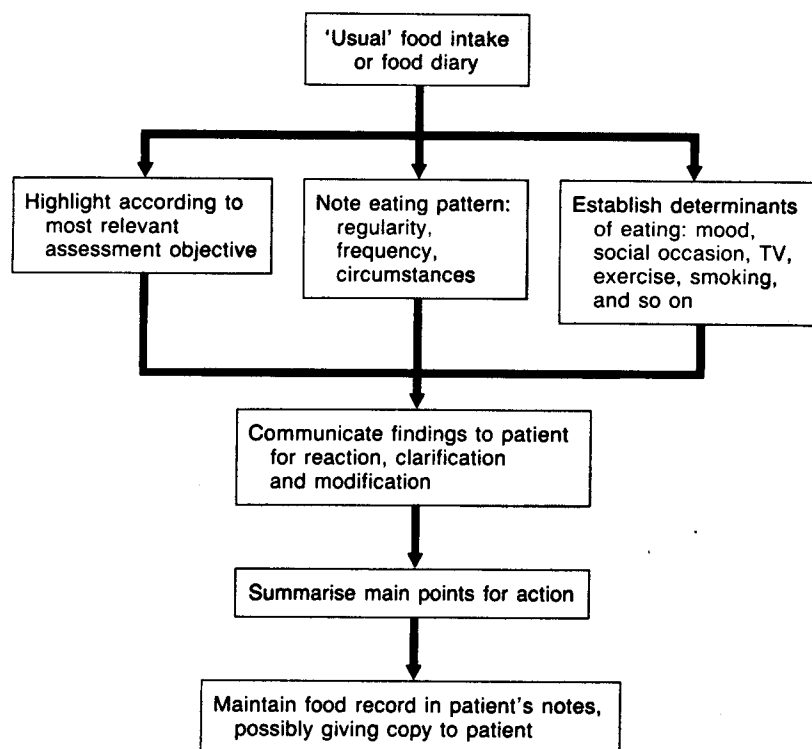 ‘Usual’ food intake
or food diary
Highlight according to
most relevant
assessment objective
Note eating pattern:
regularity,
frequency,
circumstances
Establish determinants
of eating: mood,
social occasion, TV,
exercise, smoking,
and so on
Communicate findings to patient
for reaction, clarification
and modification
Summarise main points for action
Maintain food record in patient’s notes,
possibly giving copy to patient